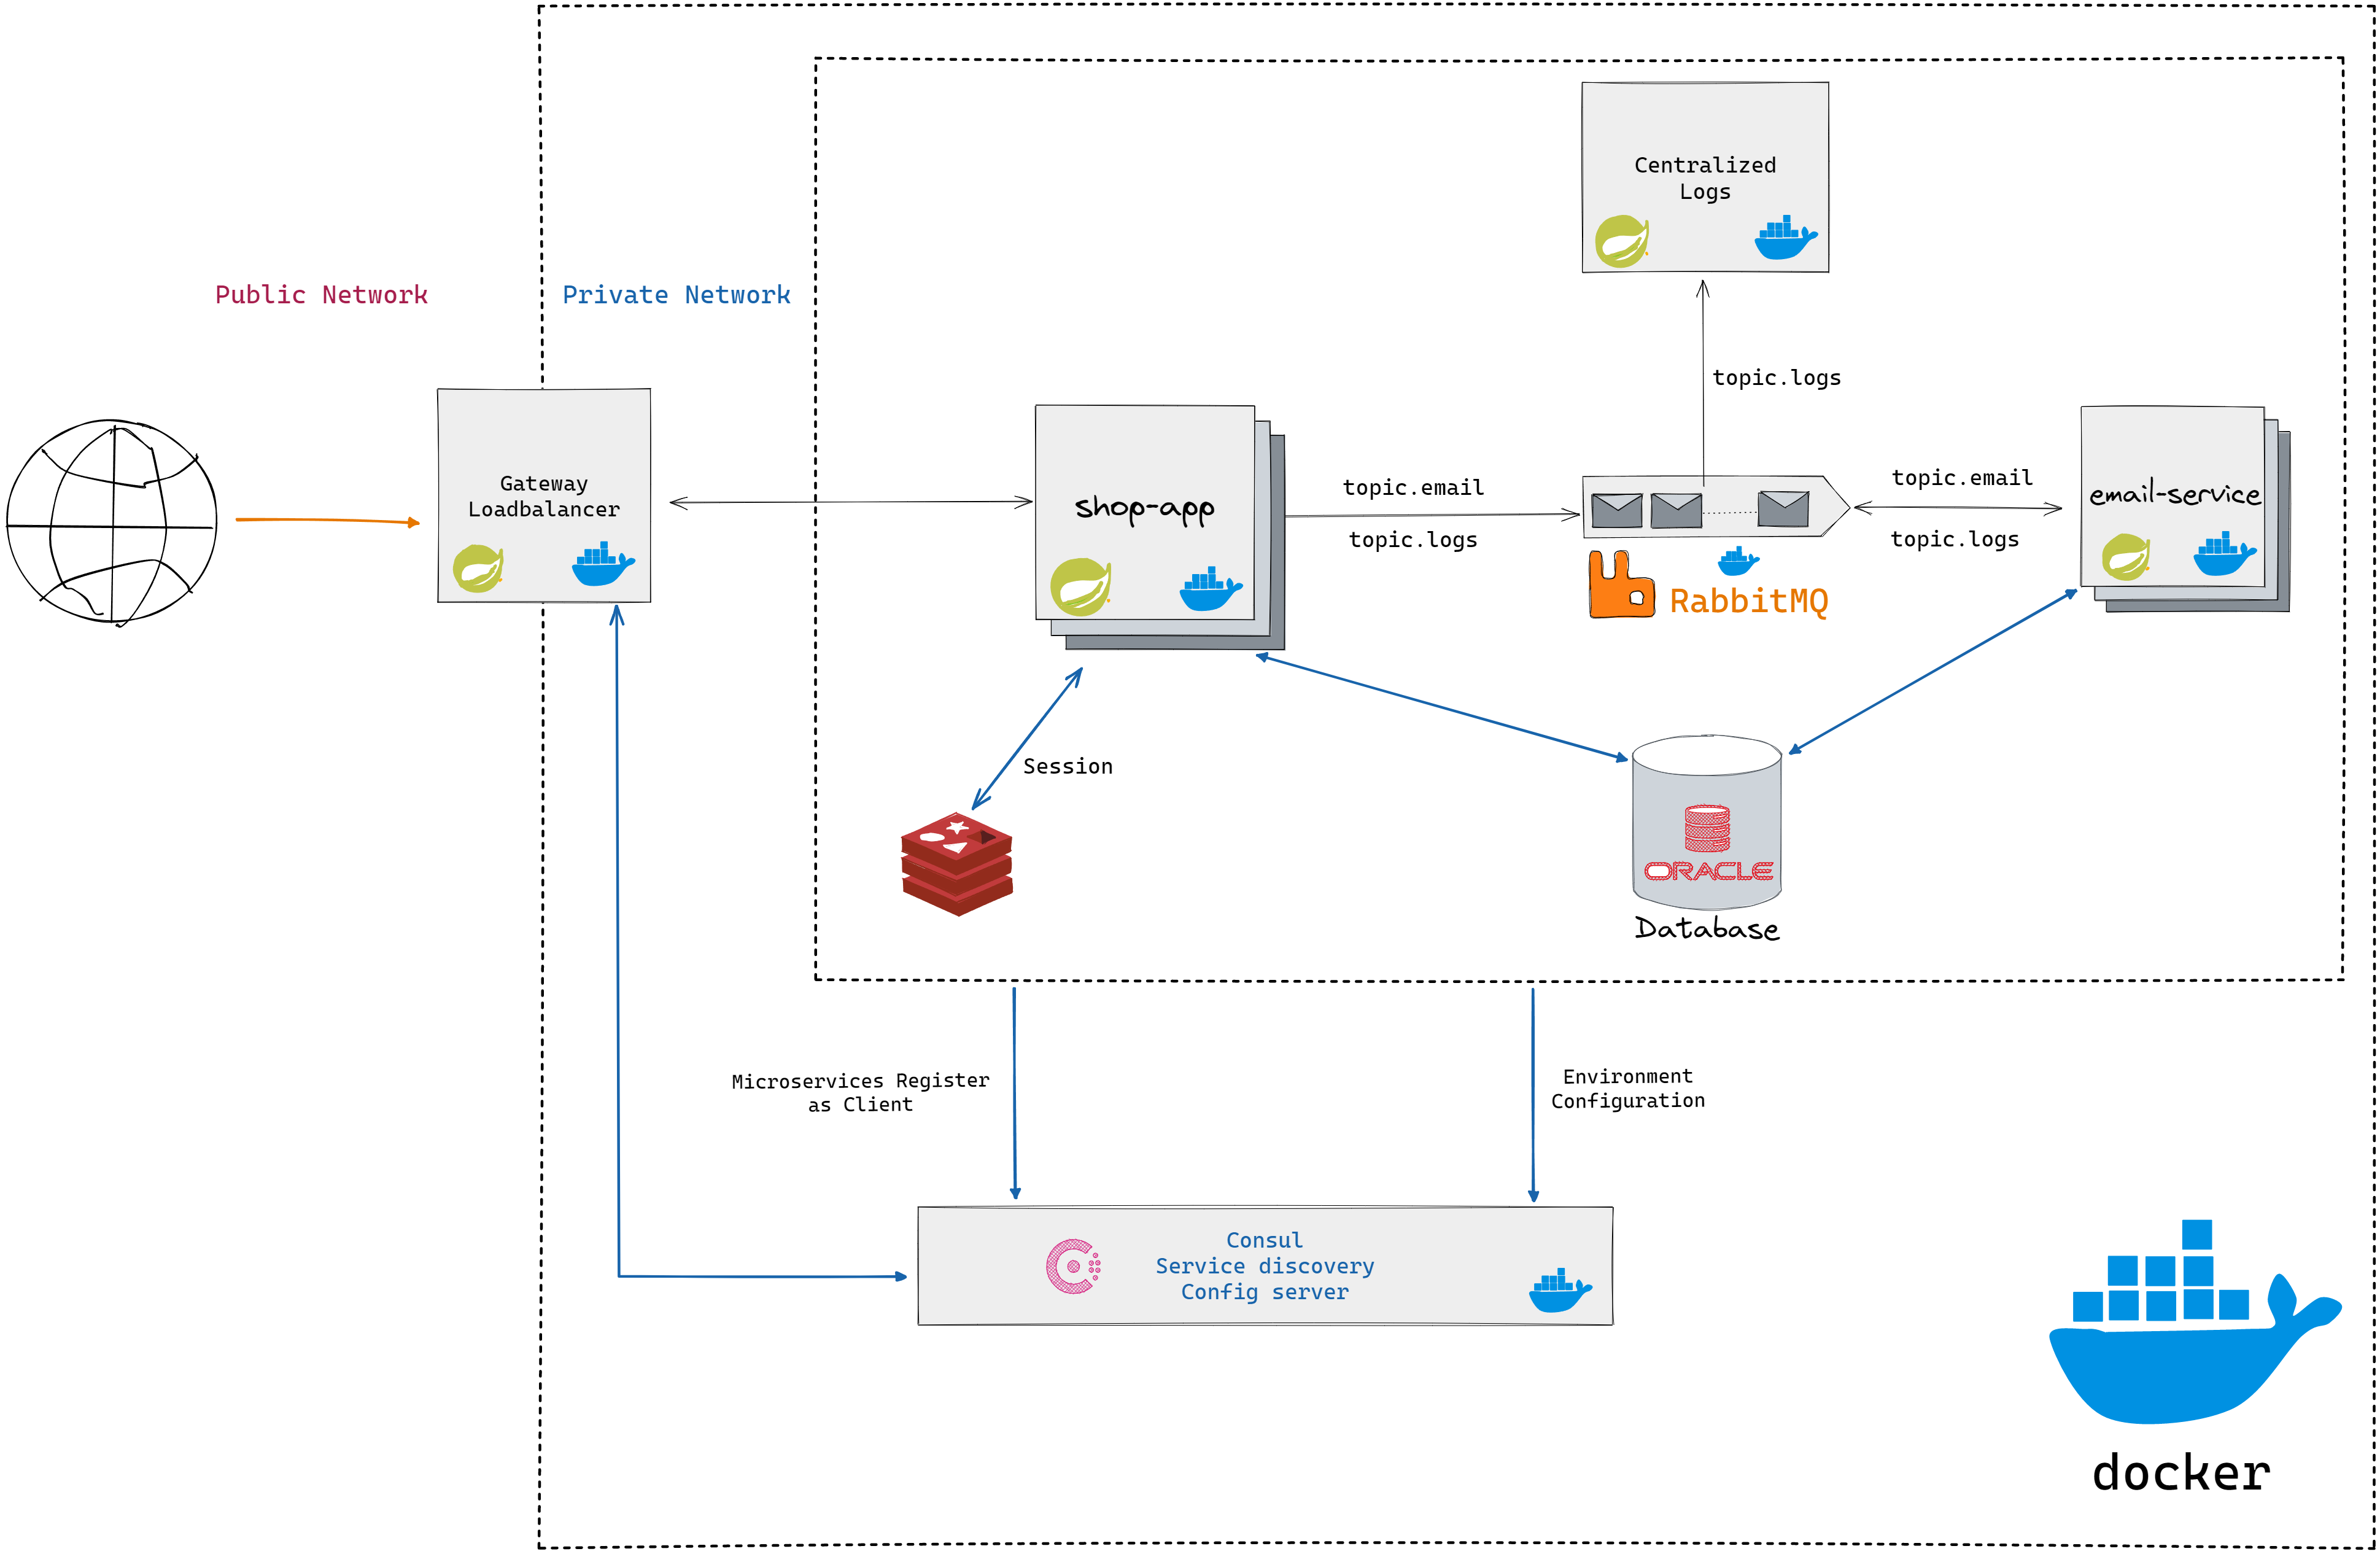 Public Network
Private Network
Centralized
Logs
topic.logs
Gateway
Loadbalancer
shop-app
topic.email
topic.logs
RabbitMQ
topic.email
topic.logs
email-service
Session
ORACLE
Database
Microservices Register
as Client
Environment
Configuration
Consul
Service discovery
Config server
docker